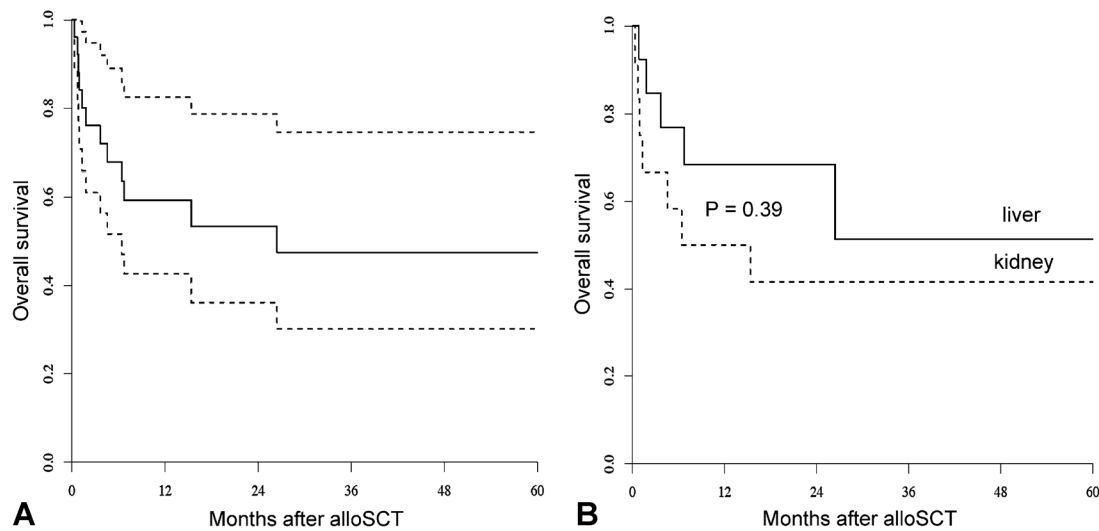 1.0
0.8
0.6
0.4
0.2
0.0
Overall survival
0 12 24 36 48 60
Months after alloSCT
A
1.0
0.8
0.6
0.4
0.2
0.0
Overall survival
P = 0.39
liver
kidney
0 12 24 36 48 60
Months after alloSCT
B